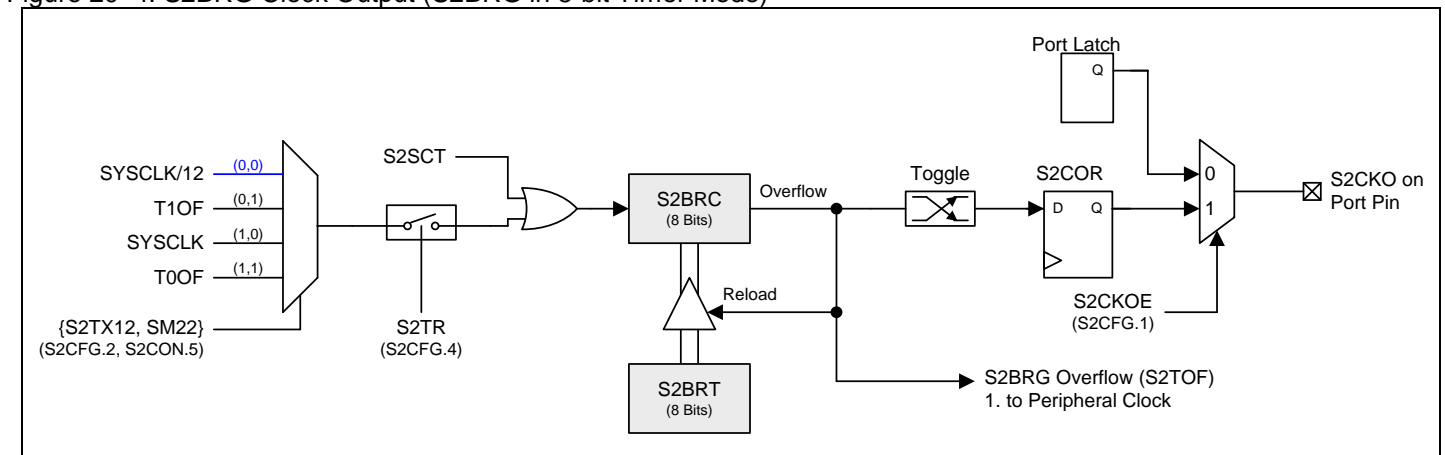 Port Latch
Q
SYSCLK/12 (0,0)
T1OF (0,1)
SYSCLK (1,0)
T0OF (1,1)
{S2TX12, SM22}
(S2CFG.2, S2CON.5)
S2SCT
S2TR
(S2CFG.4)
S2BRC
(8 Bits)
Overflow
Reload
S2BRT
(8 Bits)
Toggle
S2COR
D Q
0
1
S2CKOE
(S2CFG.1)
S2CKO on
Port Pin
S2BRG Overflow (S2TOF)
1. to Peripheral Clock